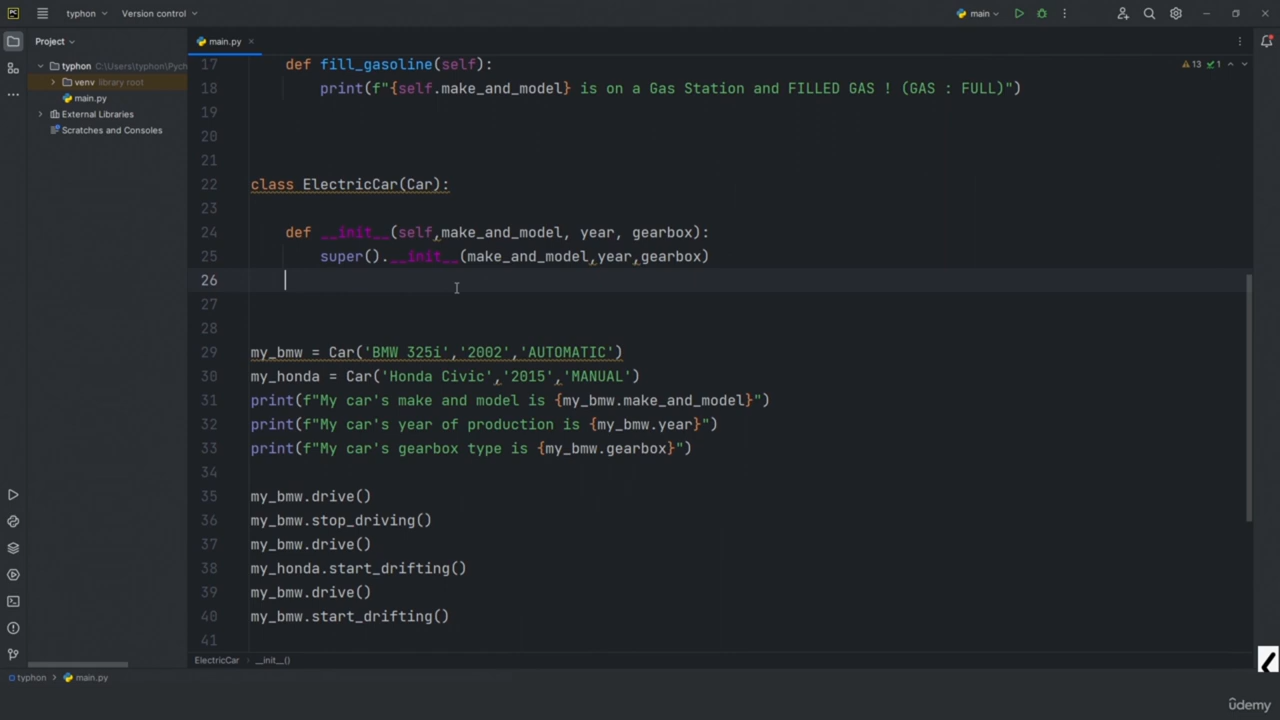 PC typhon Version control main
Project main.py
typhon C:\Users\typhon\Pych
venv library root
main.py
External Libraries
Scratches and Consoles
13 1
17 def fill_gasoline(self):
18 print(f"{self.make_and_model} is on a Gas Station and FILLED GAS ! (GAS : FULL)")
19
20
21
22 class ElectricCar(Car):
23
24 def __init__(self,make_and_model, year, gearbox):
25 super().__init__(make_and_model,year,gearbox)
26
27
28
29 my_bmw = Car('BMW 325i','2002','AUTOMATIC')
30 my_honda = Car('Honda Civic','2015','MANUAL')
31 print(f"My car's make and model is {my_bmw.make_and_model}")
32 print(f"My car's year of production is {my_bmw.year}")
33 print(f"My car's gearbox type is {my_bmw.gearbox}")
34
35 my_bmw.drive()
36 my_bmw.stop_driving()
37 my_bmw.drive()
38 my_honda.start_drifting()
39 my_bmw.drive()
40 my_bmw.start_drifting()
41
ElectricCar > __init__()
typhon > main.py
ûdemy